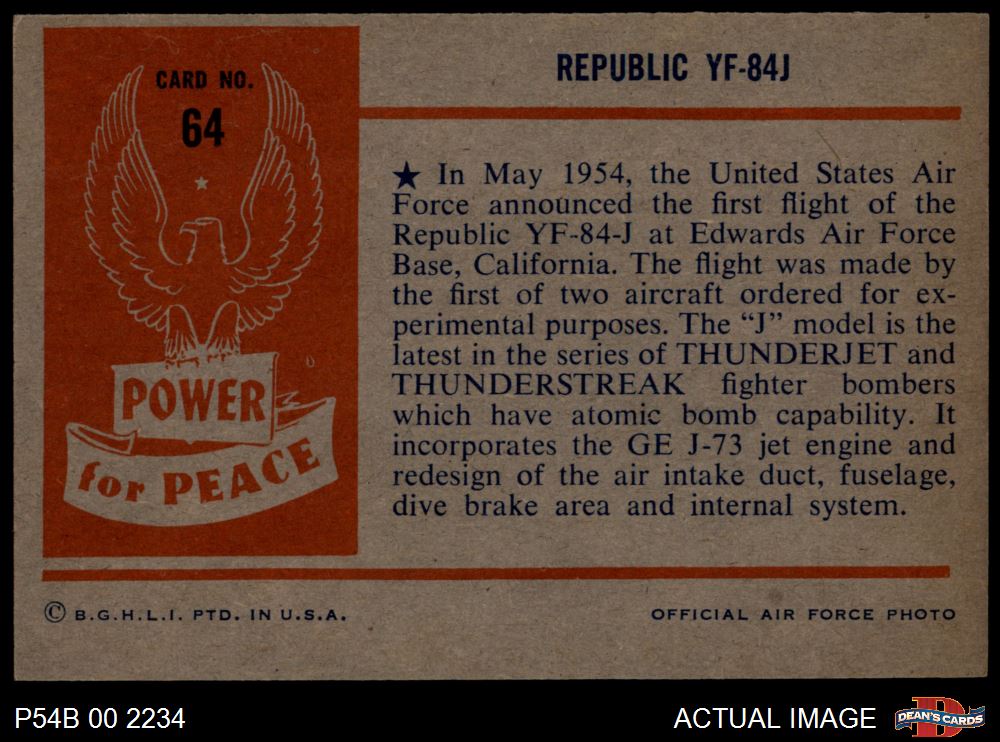 CARD NO.
64
POWER
for PEACE
REPUBLIC YF-84J
★ In May 1954, the United States Air
Force announced the first flight of the
Republic YF-84-J at Edwards Air Force
Base, California. The flight was made by
the first of two aircraft ordered for ex-
perimental purposes. The “J” model is the
latest in the series of THUNDERJET and
THUNDERSTREAK fighter bombers
which have atomic bomb capability. It
incorporates the GE J-73 jet engine and
redesign of the air intake duct, fuselage,
dive brake area and internal system.
© B.G.H.L.I. PTD. IN U.S.A.
OFFICIAL AIR FORCE PHOTO
P54B 00 2234
ACTUAL IMAGE
D
DEAN'S CARDS